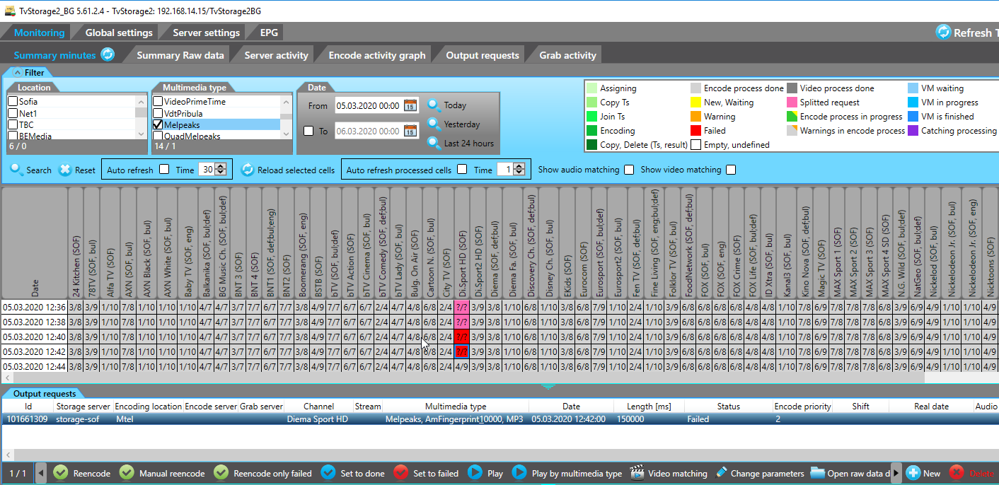 TvStorage2_BG 5.61.2.4 - TvStorage2: 192.168.14.15/TvStorage2BG
Monitoring Global settings Server settings EPG Refresh T
Summary minutes Summary Raw data Server activity Encode activity graph Output requests Grab activity
Filter
Location Multimedia type Date
Sofia
Net1
TBC
BEMedia
6 / 0
VideoPrimeTime
VdtPribula
Melpeaks
QuadMelpeaks
14 / 1
From 05.03.2020 00:00 15 Today
Yesterday
To 06.03.2020 00:00 15
Last 24 hours
Assigning Encode process done Video process done VM waiting
Copy Ts New, Waiting Splitted request VM in progress
Join Ts Warning Encode process in progress VM is finished
Encoding Failed Warnings in encode process Catching processing
Copy, Delete (Ts, result) Empty, undefined
Search Reset Auto refresh Time 30 Reload selected cells Auto refresh processed cells Time 1 Show audio matching Show video matching
Date
24 Kitchen (SOF)
78TV (SOF, bul)
Alfa TV (SOF)
AXN (SOF, bul)
AXN Black (SOF, bul)
AXN White (SOF, bul)
Baby TV (SOF, eng)
Balkanika (SOF, bul;def)
BG Music Ch. (SOF, bul;def)
BNT 3 (SOF)
BNT 4 (SOF)
BNT1 (SOF, def;bul;eng)
BNT2 (SOF)
Boomerang (SOF, eng)
BSTB (SOF)
bTV (SOF, bul;def)
bTV Action (SOF)
bTV Cinema (SOF, bul)
bTV Comedy (SOF, def;bul)
bTV Lady (SOF, bul)
Bulg. On Air (SOF)
Cartoon N. (SOF, bul)
City TV (SOF)
Di.Sport HD (SOF)
Di.Sport2 HD (SOF)
Diema (SOF, def;bul)
Diema Fa. (SOF, bul)
Discovery Ch. (SOF, def;bul)
Disney Ch. (SOF, bul)
EKids (SOF)
Eurocom (SOF)
Eurosport (SOF, bul;def)
Eurosport2 (SOF, bul)
Fen TV (SOF, def;bul)
Fine Living (SOF, eng;bul;def)
Folklor TV (SOF)
FoodNetwork (SOF, def;bul)
FOX (SOF, bul)
FOX (SOF, eng)
FOX Crime (SOF)
FOX Life (SOF, bul;def)
ID Xtra (SOF, bul)
Kanal3 (SOF, bul)
Kino Nova (SOF, def;bul)
Magic TV (SOF)
MAX Sport 1 (SOF)
MAX Sport 2 (SOF)
MAX Sport 3 (SOF)
MAX Sport 4 SD (SOF)
N.G. Wild (SOF, bul;def)
NatGeo (SOF, bul;def)
Nickelod (SOF, bul)
Nickelodeon Jr. (SOF, bul)
Nickelodeon Jr. (SOF, eng)
Nicktoons (SOF)
05.03.2020 12:36 3/8 3/9 1/10 7/8 1/10 1/10 1/10 4/7 4/7 3/7 7/7 6/7 7/7 3/8 4/9 7/7 6/7 6/7 2/4 4/7 4/8 6/8 2/4 ?/? 3/9 3/8 1/10 6/8 1/10 3/8 6/8 7/9 1/10 2/4 1/10 3/9 6/8 6/8 6/8 6/8 4/8 4/8 1/10 7/8 6/9 7/8 7/8 7/8 4/8 3/9 6/9 4/9 1/10 1/10 4/9
05.03.2020 12:38 3/8 3/9 1/10 7/8 1/10 1/10 1/10 4/7 4/7 3/7 7/7 6/7 7/7 3/8 4/9 7/7 6/7 6/7 2/4 4/7 4/8 6/8 2/4 ?/? 3/9 3/8 1/10 6/8 1/10 3/8 6/8 7/9 1/10 2/4 1/10 3/9 6/8 6/8 6/8 6/8 4/8 4/8 1/10 7/8 6/9 7/8 7/8 7/8 4/8 3/9 6/9 4/9 1/10 1/10 4/9
05.03.2020 12:40 3/8 3/9 1/10 7/8 1/10 1/10 1/10 4/7 4/7 3/7 7/7 6/7 7/7 3/8 4/9 7/7 6/7 6/7 2/4 4/7 4/8 6/8 2/4 ?/? 3/9 3/8 1/10 6/8 1/10 3/8 6/8 7/9 1/10 2/4 1/10 3/9 6/8 6/8 6/8 6/8 4/8 4/8 1/10 7/8 6/9 7/8 7/8 7/8 4/8 3/9 6/9 4/9 1/10 1/10 4/9
05.03.2020 12:42 3/8 3/9 1/10 7/8 1/10 1/10 1/10 4/7 4/7 3/7 7/7 6/7 7/7 3/8 4/9 7/7 6/7 6/7 2/4 4/7 4/8 6/8 2/4 ?/? 3/9 3/8 1/10 6/8 1/10 3/8 6/8 7/9 1/10 2/4 1/10 3/9 6/8 6/8 6/8 6/8 4/8 4/8 1/10 7/8 6/9 7/8 7/8 7/8 4/8 3/9 6/9 4/9 1/10 1/10 4/9
05.03.2020 12:44 3/8 3/9 1/10 7/8 1/10 1/10 1/10 4/7 4/7 3/7 7/7 6/7 7/7 3/8 4/9 7/7 6/7 6/7 2/4 4/7 4/8 6/8 2/4 4/9 3/9 3/8 1/10 6/8 1/10 3/8 6/8 7/9 1/10 2/4 1/10 3/9 6/8 6/8 6/8 6/8 4/8 4/8 1/10 7/8 6/9 7/8 7/8 7/8 4/8 3/9 6/9 4/9 1/10 1/10 4/9
Output requests
Id Storage server Encoding location Encode server Grab server Channel Stream Multimedia type Date Length [ms] Status Encode priority Shift Real date Audio
101661309 storage-sof Mtel Diema Sport HD Melpeaks, AmFingerprint10000, MP3 05.03.2020 12:42:00 150000 Failed 2
1 / 1 Reencode Manual reencode Reencode only failed Set to done Set to failed Play Play by multimedia type Video matching Change parameters Open raw data d New Delete